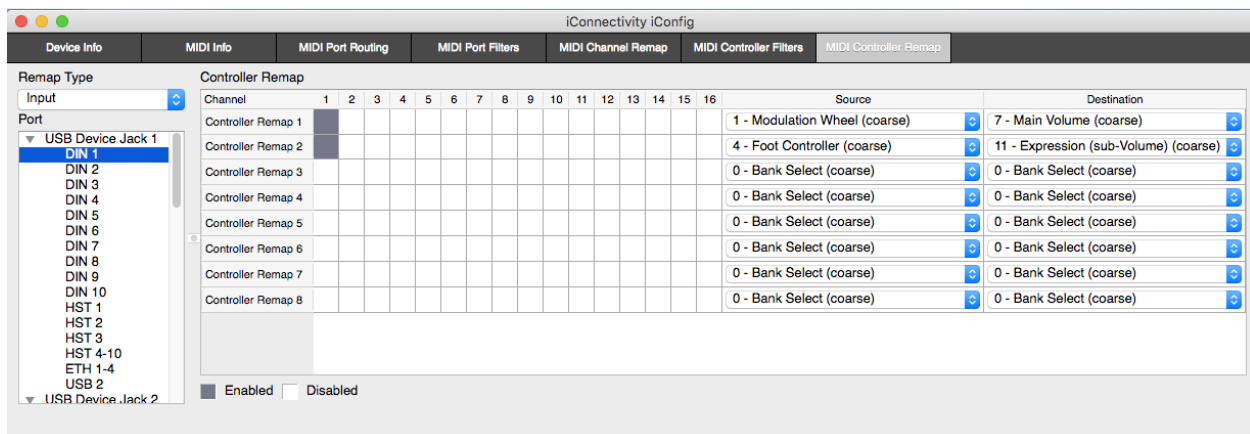 iConnectivity iConfig
Device Info MIDI Info MIDI Port Routing MIDI Port Filters MIDI Channel Remap MIDI Controller Filters MIDI Controller Remap
Remap Type
Input
Port
USB Device Jack 1
DIN 1
DIN 2
DIN 3
DIN 4
DIN 5
DIN 6
DIN 7
DIN 8
DIN 9
DIN 10
HST 1
HST 2
HST 3
HST 4-10
ETH 1-4
USB 2
USB Device Jack 2
Controller Remap
Channel 1 2 3 4 5 6 7 8 9 10 11 12 13 14 15 16 Source Destination
Controller Remap 1 1 - Modulation Wheel (coarse) 7 - Main Volume (coarse)
Controller Remap 2 4 - Foot Controller (coarse) 11 - Expression (sub-Volume) (coarse)
Controller Remap 3 0 - Bank Select (coarse) 0 - Bank Select (coarse)
Controller Remap 4 0 - Bank Select (coarse) 0 - Bank Select (coarse)
Controller Remap 5 0 - Bank Select (coarse) 0 - Bank Select (coarse)
Controller Remap 6 0 - Bank Select (coarse) 0 - Bank Select (coarse)
Controller Remap 7 0 - Bank Select (coarse) 0 - Bank Select (coarse)
Controller Remap 8 0 - Bank Select (coarse) 0 - Bank Select (coarse)
Enabled Disabled